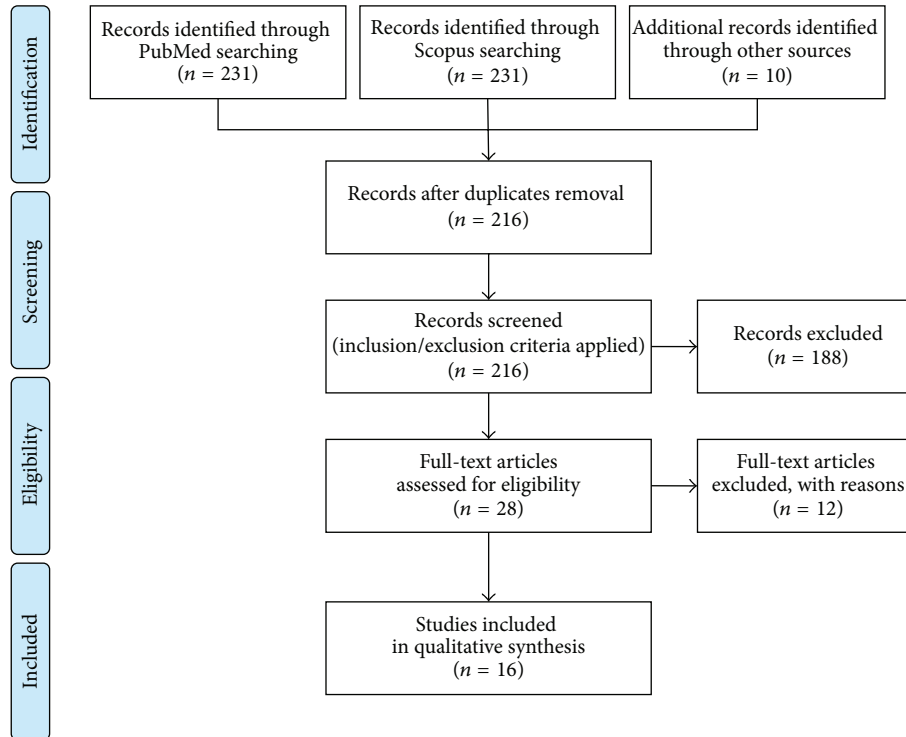 Identification
Records identified through
PubMed searching
(n = 231)
Records identified through
Scopus searching
(n = 231)
Additional records identified
through other sources
(n = 10)
Records after duplicates removal
(n = 216)
Screening
Records screened
(inclusion/exclusion criteria applied)
(n = 216)
Records excluded
(n = 188)
Eligibility
Full-text articles
assessed for eligibility
(n = 28)
Full-text articles
excluded, with reasons
(n = 12)
Included
Studies included
in qualitative synthesis
(n = 16)